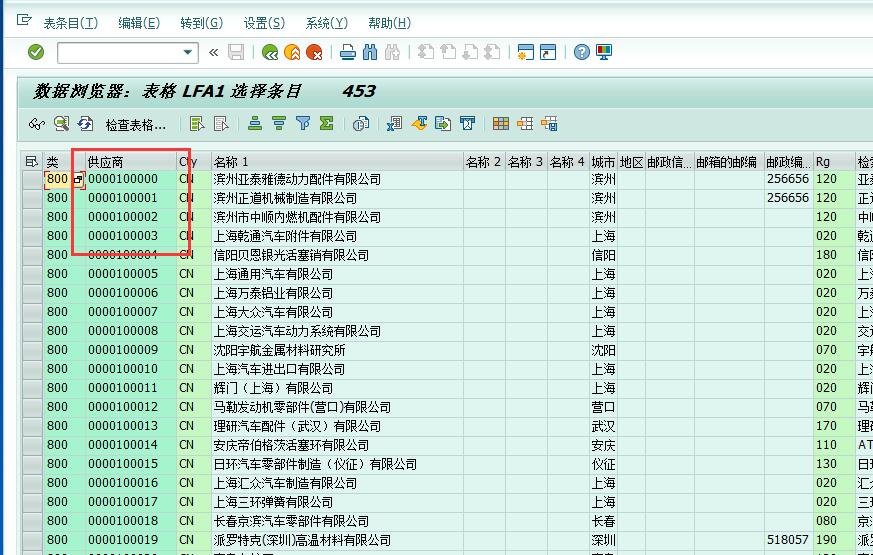 表条目(T) 编辑(E) 转到(G) 设置(S) 系统(Y) 帮助(H)
数据浏览器: 表格 LFA1 选择条目 453
检查表格...
类 供应商 Cty 名称 1 名称 2 名称 3 名称 4 城市 地区 邮政信... 邮箱的邮编 邮政编... Rg 检索
800 0000100000 CN 滨州亚泰雅德动力配件有限公司 滨州 256656 120 亚泰
800 0000100001 CN 滨州正道机械制造有限公司 滨州 256656 120 正道
800 0000100002 CN 滨州市中顺内燃机配件有限公司 滨州 120 中顺
800 0000100003 CN 上海乾通汽车附件有限公司 上海 020 乾通
800 0000100004 CN 信阳贝恩银光活塞销有限公司 信阳 180 信阳
800 0000100005 CN 上海通用汽车有限公司 上海 020 上海
800 0000100006 CN 上海万泰铝业有限公司 上海 020 万泰
800 0000100007 CN 上海大众汽车有限公司 上海 020 上海
800 0000100008 CN 上海交运汽车动力系统有限公司 上海 020 交运
800 0000100009 CN 沈阳宇航金属材料研究所 沈阳 070 宇航
800 0000100010 CN 上海汽车进出口有限公司 上海 020 上海
800 0000100011 CN 辉门（上海）有限公司 上海 020 辉门
800 0000100012 CN 马勒发动机零部件(营口)有限公司 营口 070 马勒
800 0000100013 CN 理研汽车配件（武汉）有限公司 武汉 170 理研
800 0000100014 CN 安庆帝伯格茨活塞环有限公司 安庆 110 AT
800 0000100015 CN 日环汽车零部件制造（仪征）有限公司 仪征 130 日环
800 0000100016 CN 上海汇众汽车制造有限公司 上海 020 汇众
800 0000100017 CN 上海三环弹簧有限公司 上海 020 三环
800 0000100018 CN 长春京滨汽车零部件有限公司 长春 080 京滨
800 0000100019 CN 派罗特克(深圳)高温材料有限公司 深圳 518057 190 派罗